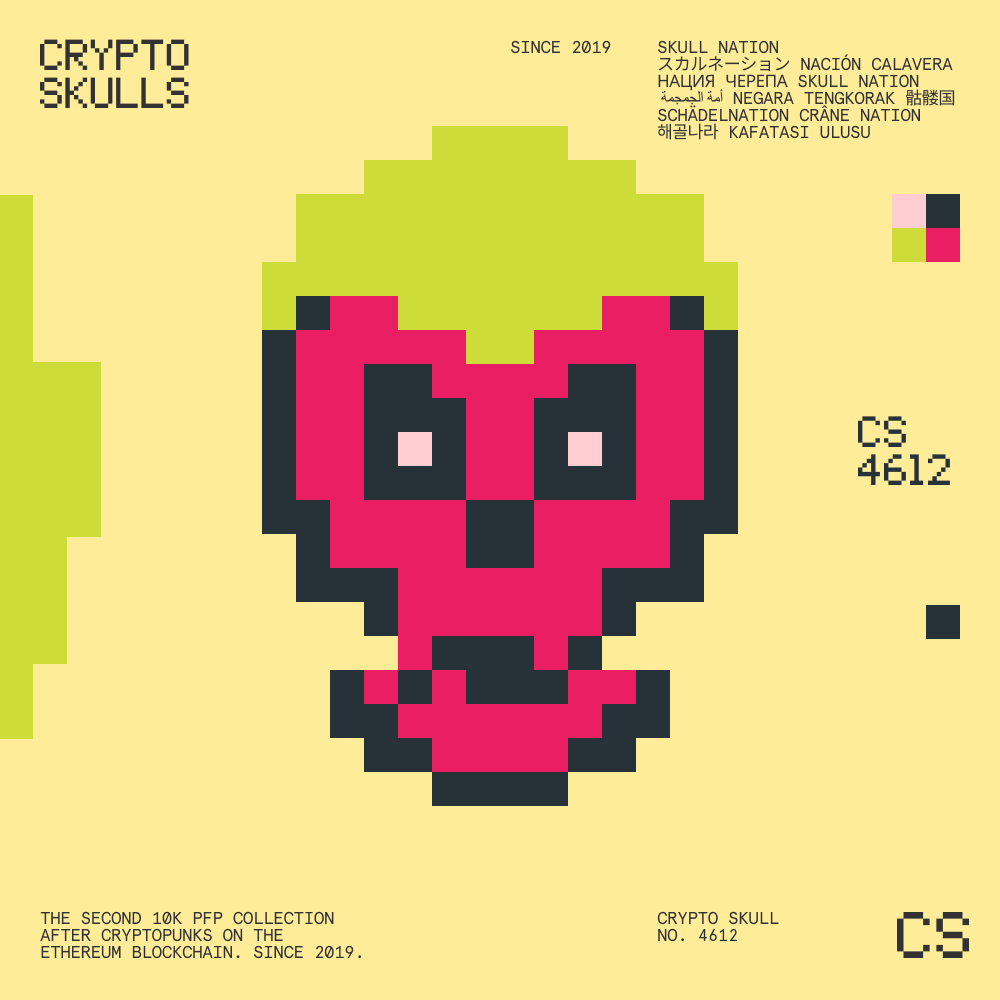 CRYPTO
SKULLS
SINCE 2019
SKULL NATION
スカルネーション NACIÓN CALAVERA
НАЦИЯ ЧЕРЕПА SKULL NATION
أمة الجمجمة NEGARA TENGKORAK 骷髅国
SCHÄDELNATION CRÂNE NATION
해골나라 KAFATASI ULUSU
CS
4612
THE SECOND 10K PFP COLLECTION
AFTER CRYPTOPUNKS ON THE
ETHEREUM BLOCKCHAIN. SINCE 2019.
CRYPTO SKULL
NO. 4612
CS